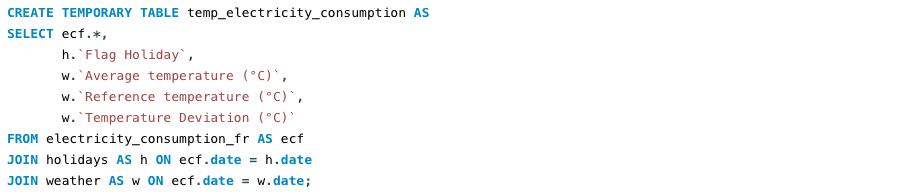 CREATE TEMPORARY TABLE temp_electricity_consumption AS
SELECT ecf.*,
       h.`Flag Holiday`,
       w.`Average temperature (°C)`,
       w.`Reference temperature (°C)`,
       w.`Temperature Deviation (°C)`
FROM electricity_consumption_fr AS ecf
JOIN holidays AS h ON ecf.date = h.date
JOIN weather AS w ON ecf.date = w.date;